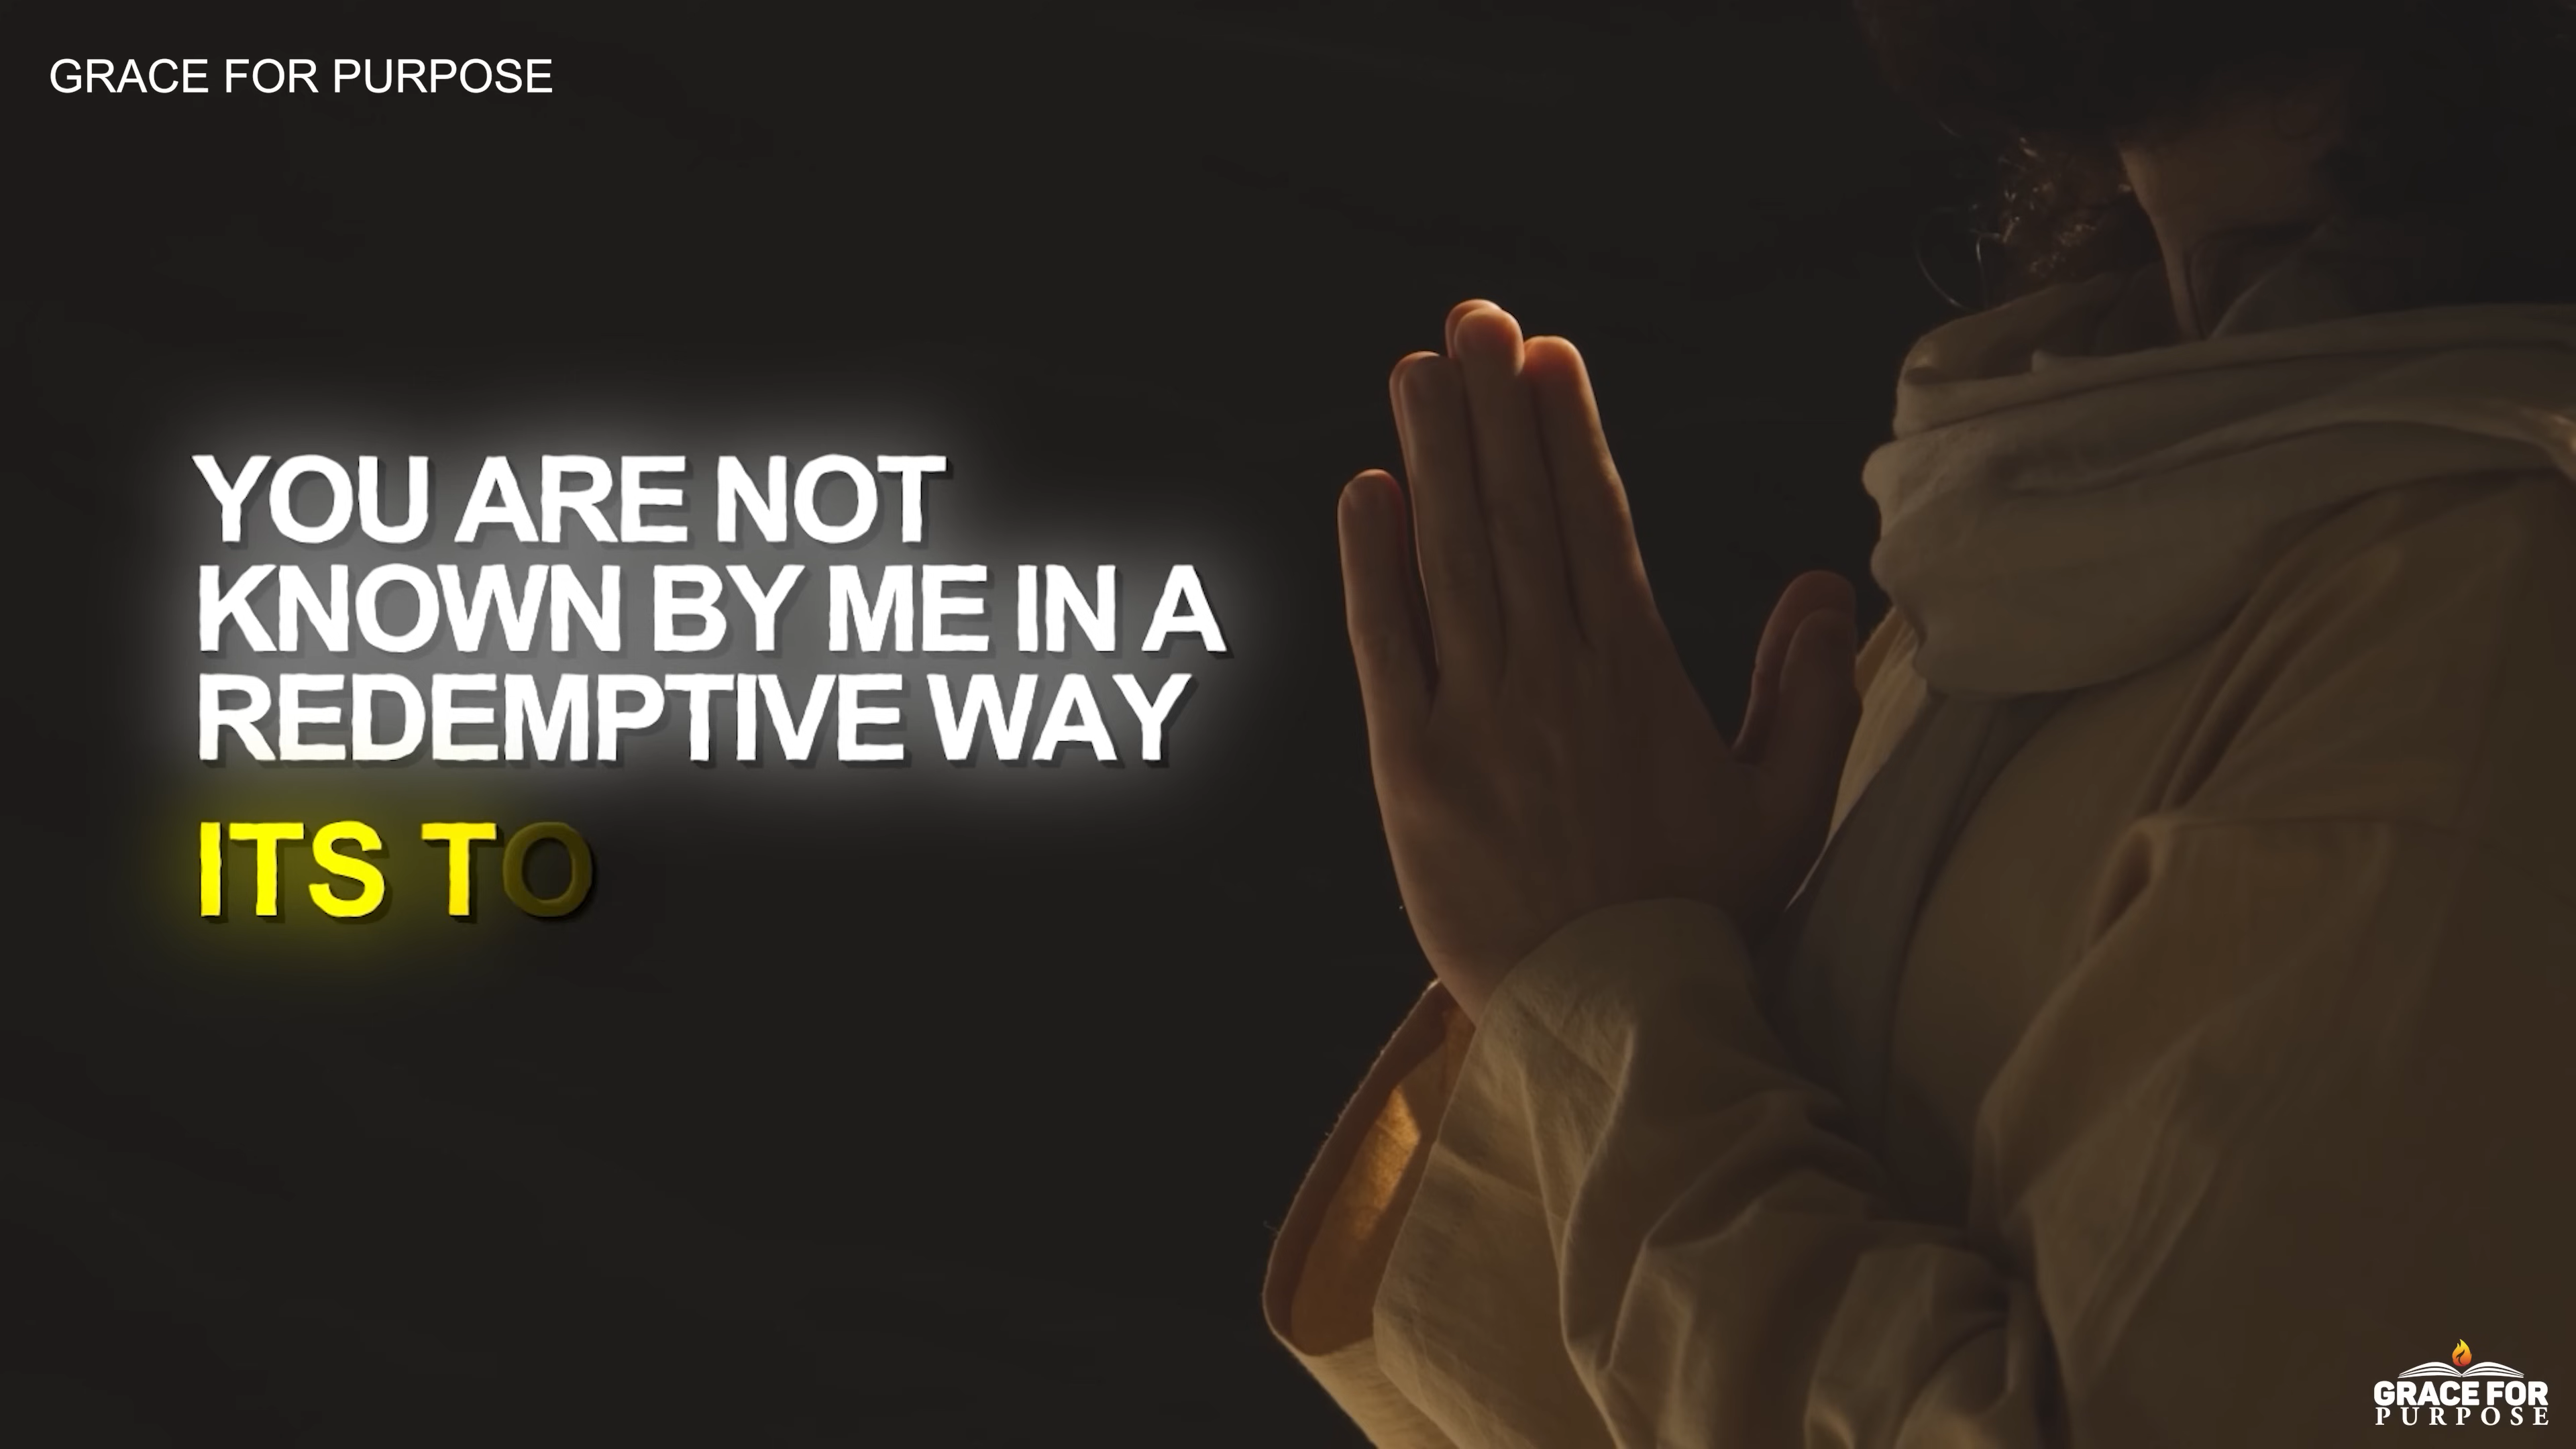 GRACE FOR PURPOSE
YOU ARE NOT
KNOWN BY ME IN A
REDEMPTIVE WAY
ITS TO
GRACE FOR
PURPOSE